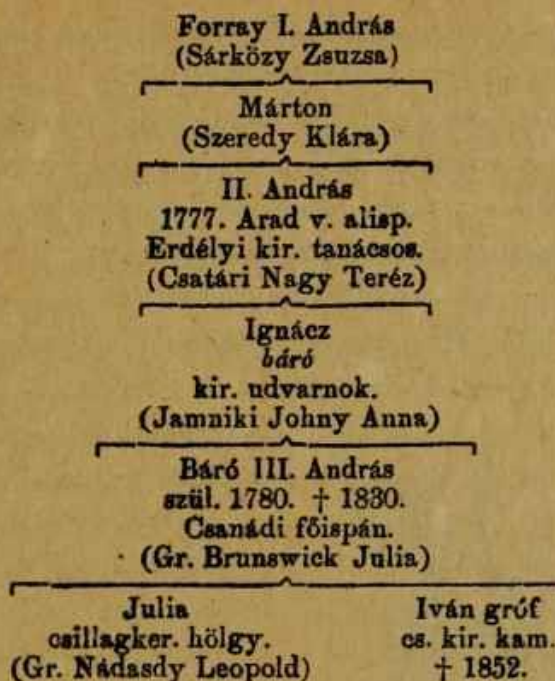 Forray I. András
(Sárközy Zsuzsa)
Márton
(Szeredy Klára)
II. András
1777. Arad v. alisp.
Erdélyi kir. tanácsos.
(Csatári Nagy Teréz)
Ignácz
báró
kir. udvarnok.
(Jamniki Johny Anna)
Báró III. András
szül. 1780. † 1830.
Csanádi főispán.
(Gr. Brunswick Julia)
Julia
csillagker. hölgy.
(Gr. Nádasdy Leopold)
Iván gróf
cs. kir. kam.
† 1852.